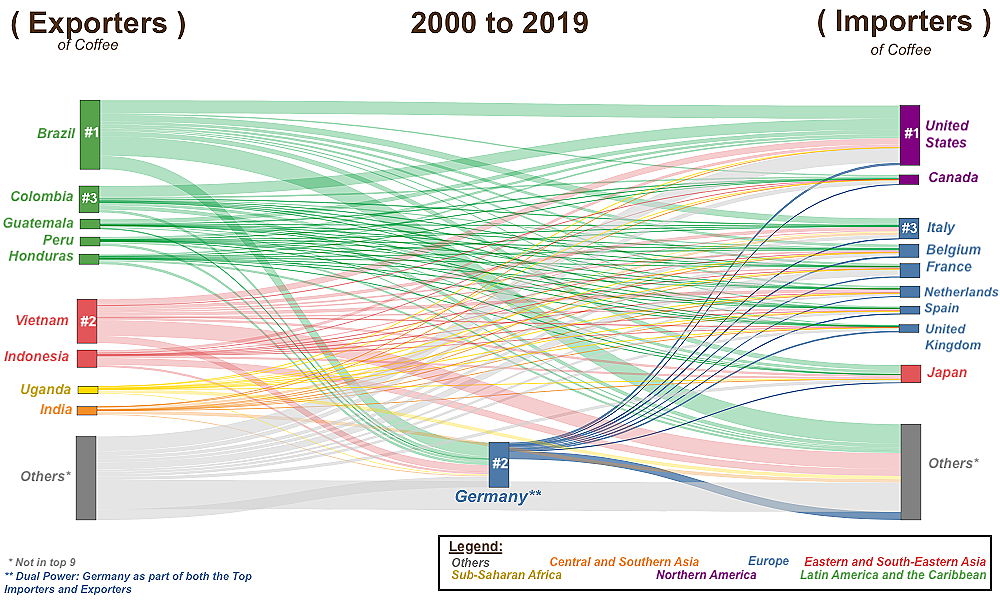 ( Exporters )
of Coffee
2000 to 2019
( Importers )
of Coffee
Brazil
#1
Colombia
#3
Guatemala
Peru
Honduras
Vietnam
#2
Indonesia
Uganda
India
Others*
#2
Germany**
#1
United
States
Canada
#3
Italy
Belgium
France
Netherlands
Spain
United
Kingdom
Japan
Others*
* Not in top 9
** Dual Power: Germany as part of both the Top
Importers and Exporters
Legend:
Others
Central and Southern Asia
Europe
Eastern and South-Eastern Asia
Sub-Saharan Africa
Northern America
Latin America and the Caribbean